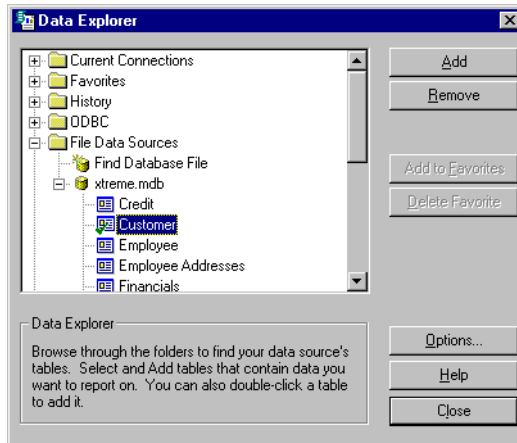 Data Explorer
Current Connections
Favorites
History
ODBC
File Data Sources
Find Database File
xtreme.mdb
Credit
Customer
Employee
Employee Addresses
Financials
Add
Remove
Add to Favorites
Delete Favorite
Data Explorer
Browse through the folders to find your data source's
tables. Select and Add tables that contain data you
want to report on. You can also double-click a table
to add it.
Options...
Help
Close